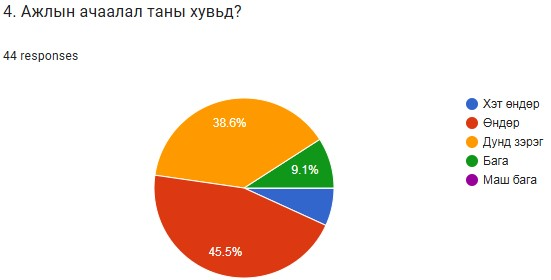 4. Ажлын ачаалал таны хувьд?
44 responses
Хэт өндөр
Өндөр
Дунд зэрэг
Бага
Маш бага
38.6%
9.1%
45.5%